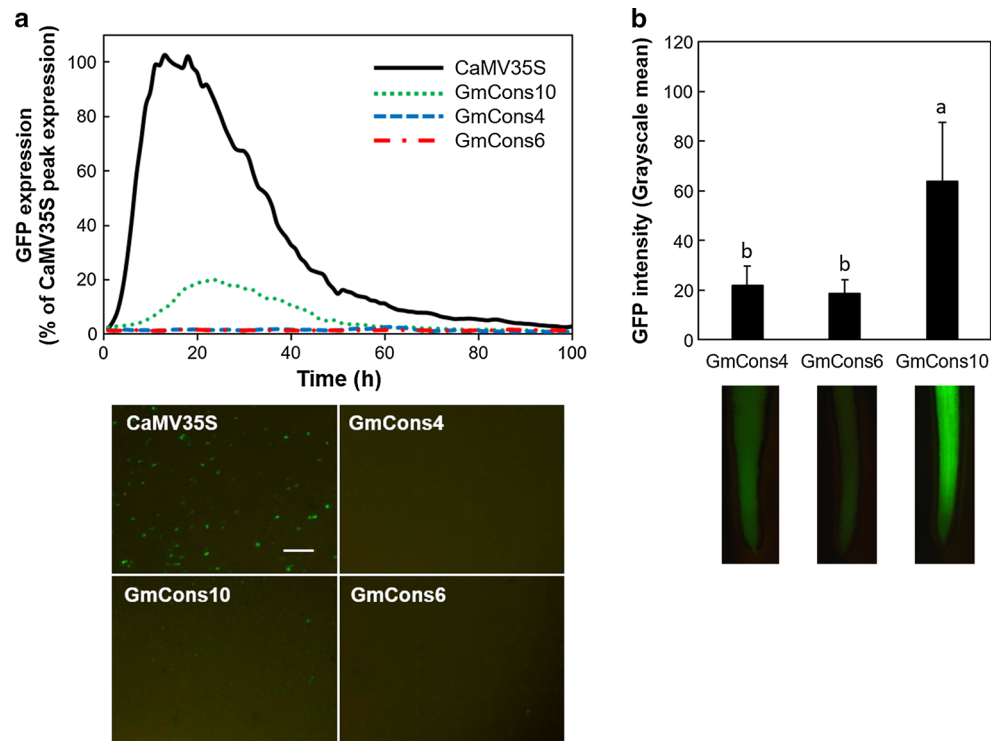 a
GFP expression
(% of CaMV35S peak expression)
100
80
60
40
20
0
CaMV35S
GmCons10
GmCons4
GmCons6
0 20 40 60 80 100
Time (h)
CaMV35S
GmCons4
GmCons10
GmCons6
b
GFP intensity (Grayscale mean)
120
100
80
60
40
20
0
b
b
a
GmCons4 GmCons6 GmCons10